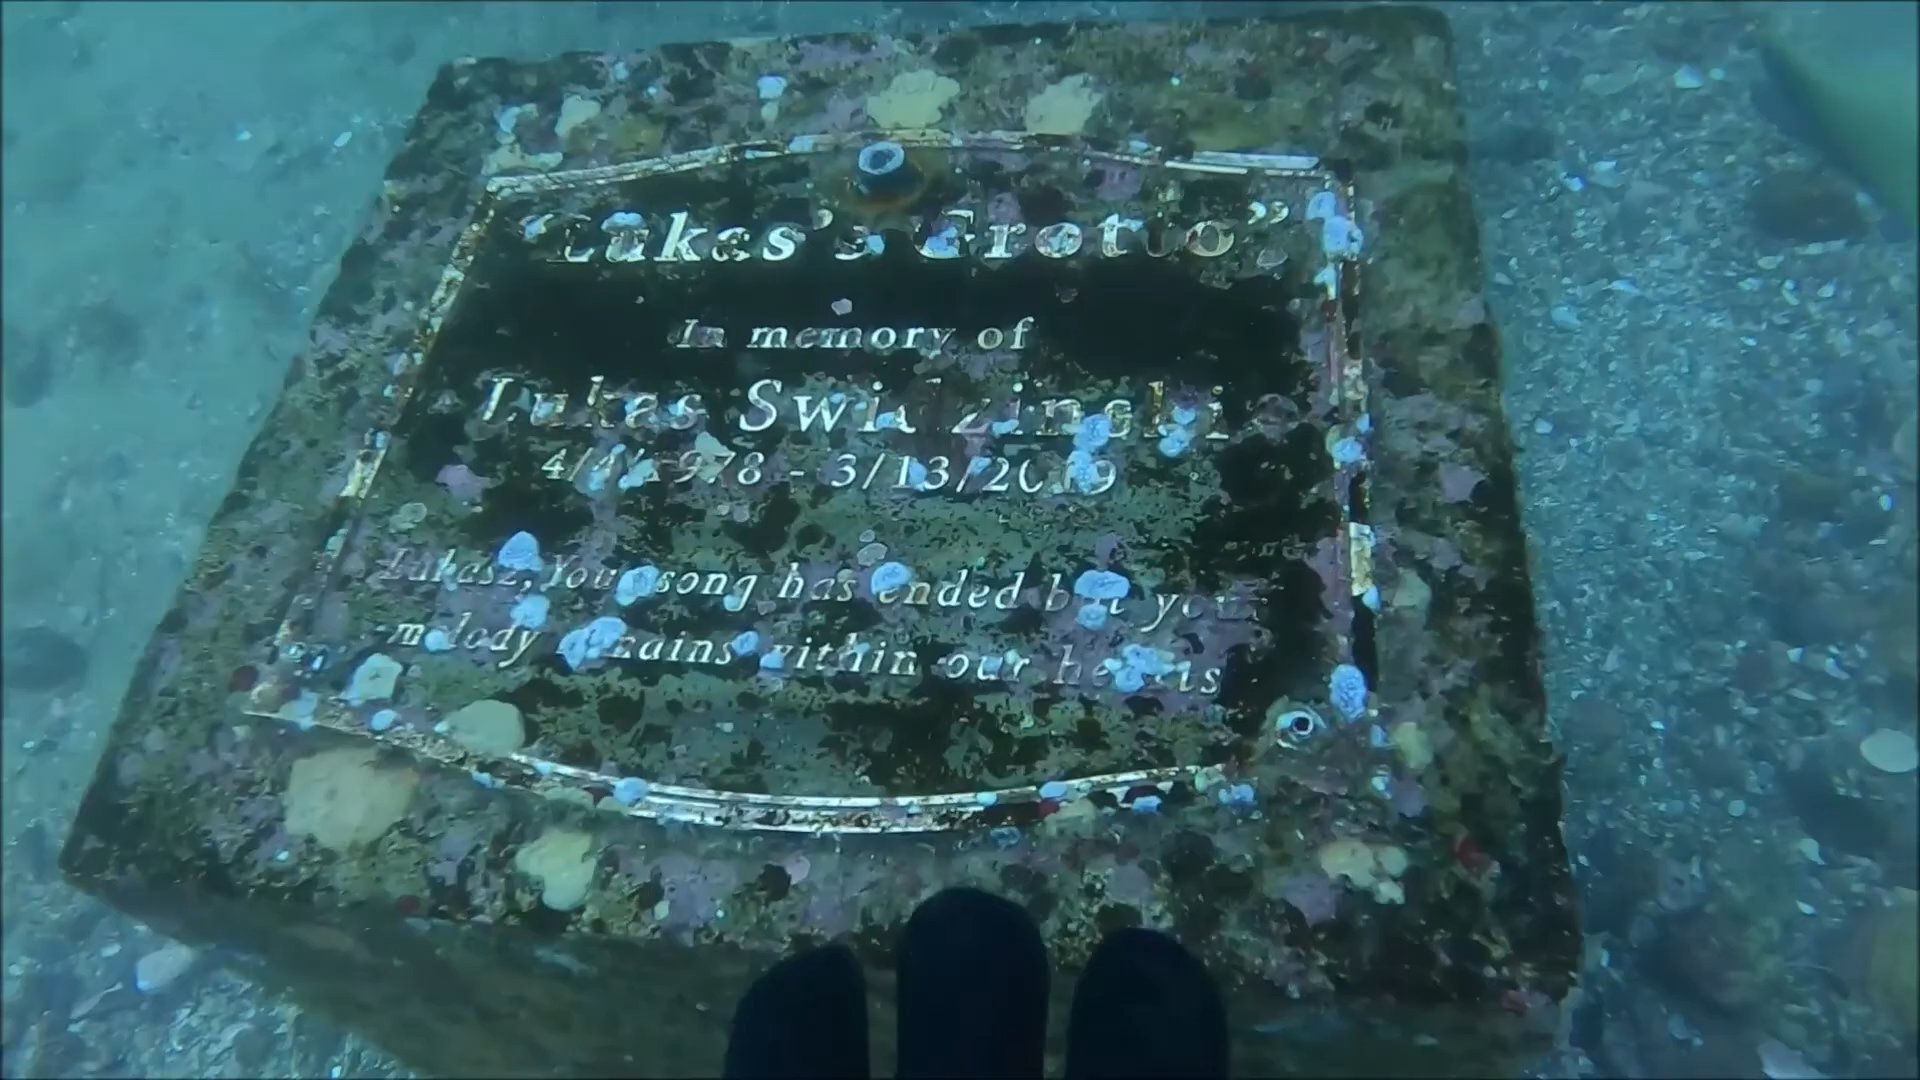 "Lukas's Grotto"
In memory of
Lukas Swidzinski
4/4/1978 - 3/13/2019
Lukasz, Your song has ended but your
melody remains within our hearts